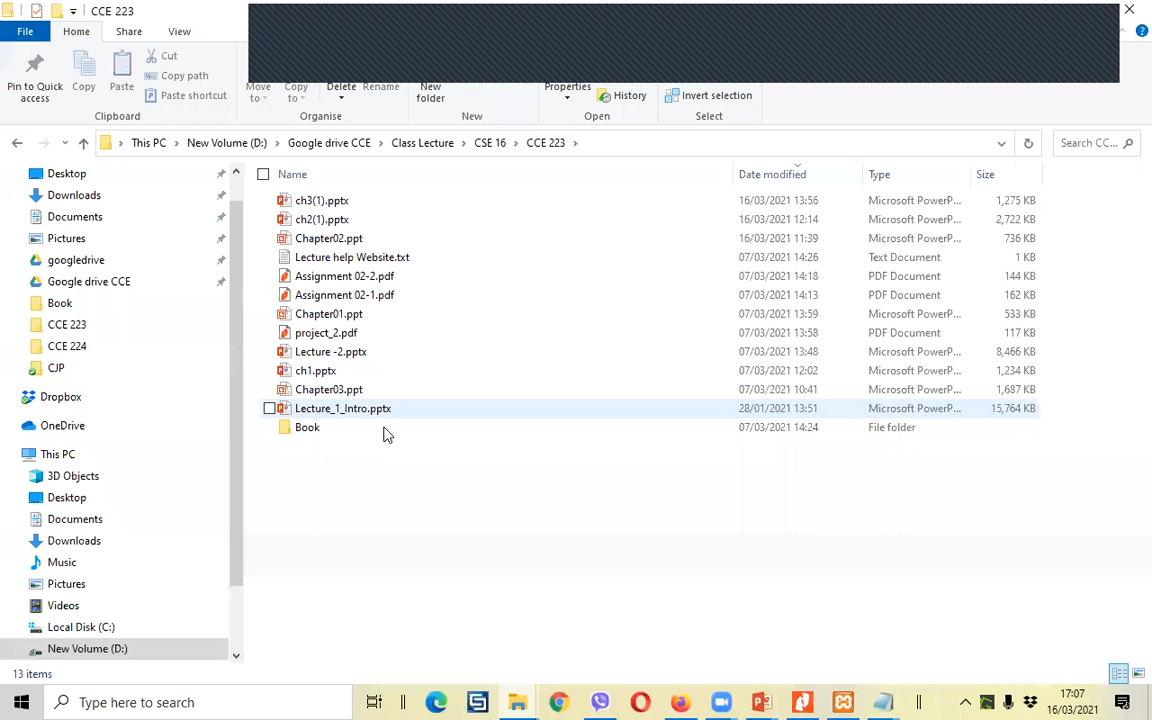 CCE 223
File Home Share View
Pin to Quick access
Copy
Paste
Cut
Copy path
Paste shortcut
Move to
Copy to
Delete
Rename
New folder
Properties
History
Invert selection
Clipboard Organise New Open Select
This PC New Volume (D:) Google drive CCE Class Lecture CSE 16 CCE 223
Search CC...
Name Date modified Type Size
ch3(1).pptx 16/03/2021 13:56 Microsoft PowerP... 1,275 KB
ch2(1).pptx 16/03/2021 12:14 Microsoft PowerP... 2,722 KB
Chapter02.ppt 16/03/2021 11:39 Microsoft PowerP... 736 KB
Lecture help Website.txt 07/03/2021 14:26 Text Document 1 KB
Assignment 02-2.pdf 07/03/2021 14:18 PDF Document 144 KB
Assignment 02-1.pdf 07/03/2021 14:13 PDF Document 162 KB
Chapter01.ppt 07/03/2021 13:59 Microsoft PowerP... 533 KB
project_2.pdf 07/03/2021 13:58 PDF Document 117 KB
Lecture -2.pptx 07/03/2021 13:48 Microsoft PowerP... 8,466 KB
ch1.pptx 07/03/2021 12:02 Microsoft PowerP... 1,234 KB
Chapter03.ppt 07/03/2021 10:41 Microsoft PowerP... 1,687 KB
Lecture_1_Intro.pptx 28/01/2021 13:51 Microsoft PowerP... 15,764 KB
Book 07/03/2021 14:24 File folder
Desktop
Downloads
Documents
Pictures
googledrive
Google drive CCE
Book
CCE 223
CCE 224
CJP
Dropbox
OneDrive
This PC
3D Objects
Desktop
Documents
Downloads
Music
Pictures
Videos
Local Disk (C:)
New Volume (D:)
13 items
Type here to search
17:07
16/03/2021